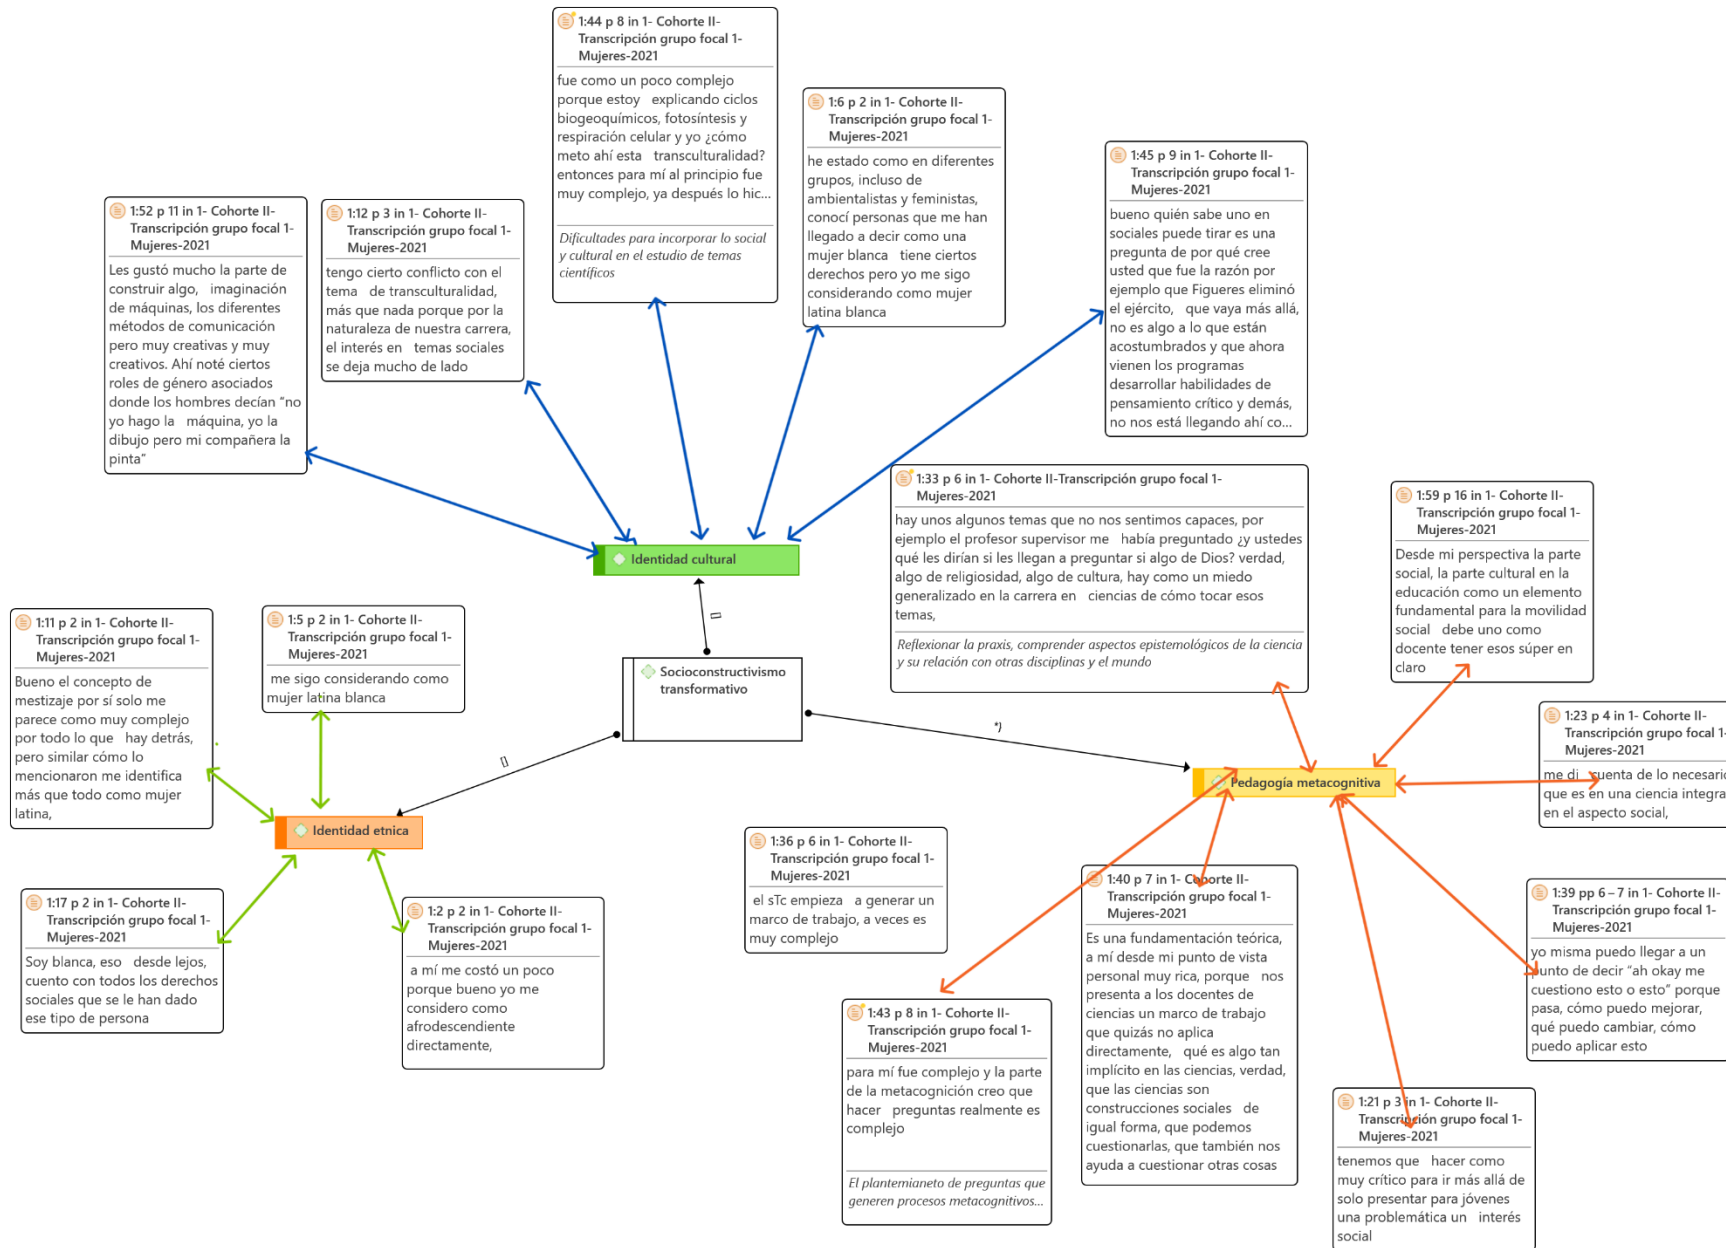 1:44 p 8 in 1- Cohorte II-
Transcripción grupo focal 1-
Mujeres-2021
fue como un poco complejo
porque estoy explicando ciclos
biogeoquímicos, fotosíntesis y
respiración celular y yo ¿cómo
meto ahí esta transculturalidad?
entonces para mí al principio fue
muy complejo, ya después lo hic...
Dificultades para incorporar lo social
y cultural en el estudio de temas
científicos
1:6 p 2 in 1- Cohorte II-
Transcripción grupo focal 1-
Mujeres-2021
he estado como en diferentes
grupos, incluso de
ambientalistas y feministas,
conocí personas que me han
llegado a decir como una
mujer blanca tiene ciertos
derechos pero yo me sigo
considerando como mujer
latina blanca
1:45 p 9 in 1- Cohorte II-
Transcripción grupo focal 1-
Mujeres-2021
bueno quién sabe uno en
sociales puede tirar es una
pregunta de por qué cree
usted que fue la razón por
ejemplo que Figueres eliminó
el ejército, que vaya más allá,
no es algo a lo que están
acostumbrados y que ahora
vienen los programas
desarrollar habilidades de
pensamiento crítico y demás,
no nos está llegando ahí co...
1:52 p 11 in 1- Cohorte II-
Transcripción grupo focal 1-
Mujeres-2021
Les gustó mucho la parte de
construir algo, imaginación
de máquinas, los diferentes
métodos de comunicación
pero muy creativas y muy
creativos. Ahí noté ciertos
roles de género asociados
donde los hombres decían “no
yo hago la máquina, yo la
dibujo pero mi compañera la
pinta”
1:12 p 3 in 1- Cohorte II-
Transcripción grupo focal 1-
Mujeres-2021
tengo cierto conflicto con el
tema de transculturalidad,
más que nada porque por la
naturaleza de nuestra carrera,
el interés en temas sociales
se deja mucho de lado
1:33 p 6 in 1- Cohorte II-Transcripción grupo focal 1-
Mujeres-2021
hay unos algunos temas que no nos sentimos capaces, por
ejemplo el profesor supervisor me había preguntado ¿y ustedes
qué les dirían si les llegan a preguntar si algo de Dios? verdad,
algo de religiosidad, algo de cultura, hay como un miedo
generalizado en la carrera en ciencias de cómo tocar esos
temas,
Reflexionar la praxis, comprender aspectos epistemológicos de la ciencia
y su relación con otras disciplinas y el mundo
1:59 p 16 in 1- Cohorte II-
Transcripción grupo focal 1-
Mujeres-2021
Desde mi perspectiva la parte
social, la parte cultural en la
educación como un elemento
fundamental para la movilidad
social debe uno como
docente tener esos súper en
claro
Identidad cultural
[]
Socioconstructivismo
transformativo
[]
*)
1:11 p 2 in 1- Cohorte II-
Transcripción grupo focal 1-
Mujeres-2021
Bueno el concepto de
mestizaje por sí solo me
parece como muy complejo
por todo lo que hay detrás,
pero similar cómo lo
mencionaron me identifica
más que todo como mujer
latina,
1:5 p 2 in 1- Cohorte II-
Transcripción grupo focal 1-
Mujeres-2021
me sigo considerando como
mujer latina blanca
1:23 p 4 in 1- Cohorte II-
Transcripción grupo focal 1-
Mujeres-2021
me di cuenta de lo necesario
que es en una ciencia integra
en el aspecto social,
Pedagogía metacognitiva
Identidad etnica
1:36 p 6 in 1- Cohorte II-
Transcripción grupo focal 1-
Mujeres-2021
el sTc empieza a generar un
marco de trabajo, a veces es
muy complejo
1:40 p 7 in 1- Cohorte II-
Transcripción grupo focal 1-
Mujeres-2021
Es una fundamentación teórica,
a mí desde mi punto de vista
personal muy rica, porque nos
presenta a los docentes de
ciencias un marco de trabajo
que quizás no aplica
directamente, qué es algo tan
implícito en las ciencias, verdad,
que las ciencias son
construcciones sociales de
igual forma, que podemos
cuestionarlas, que también nos
ayuda a cuestionar otras cosas
1:39 pp 6 – 7 in 1- Cohorte II-
Transcripción grupo focal 1-
Mujeres-2021
yo misma puedo llegar a un
punto de decir “ah okay me
cuestiono esto o esto” porque
pasa, cómo puedo mejorar,
qué puedo cambiar, cómo
puedo aplicar esto
1:17 p 2 in 1- Cohorte II-
Transcripción grupo focal 1-
Mujeres-2021
Soy blanca, eso desde lejos,
cuento con todos los derechos
sociales que se le han dado
ese tipo de persona
1:2 p 2 in 1- Cohorte II-
Transcripción grupo focal 1-
Mujeres-2021
a mí me costó un poco
porque bueno yo me
considero como
afrodescendiente
directamente,
1:43 p 8 in 1- Cohorte II-
Transcripción grupo focal 1-
Mujeres-2021
para mí fue complejo y la parte
de la metacognición creo que
hacer preguntas realmente es
complejo
El plantemianeto de preguntas que
generen procesos metacognitivos...
1:21 p 3 in 1- Cohorte II-
Transcripción grupo focal 1-
Mujeres-2021
tenemos que hacer como
muy crítico para ir más allá de
solo presentar para jóvenes
una problemática un interés
social